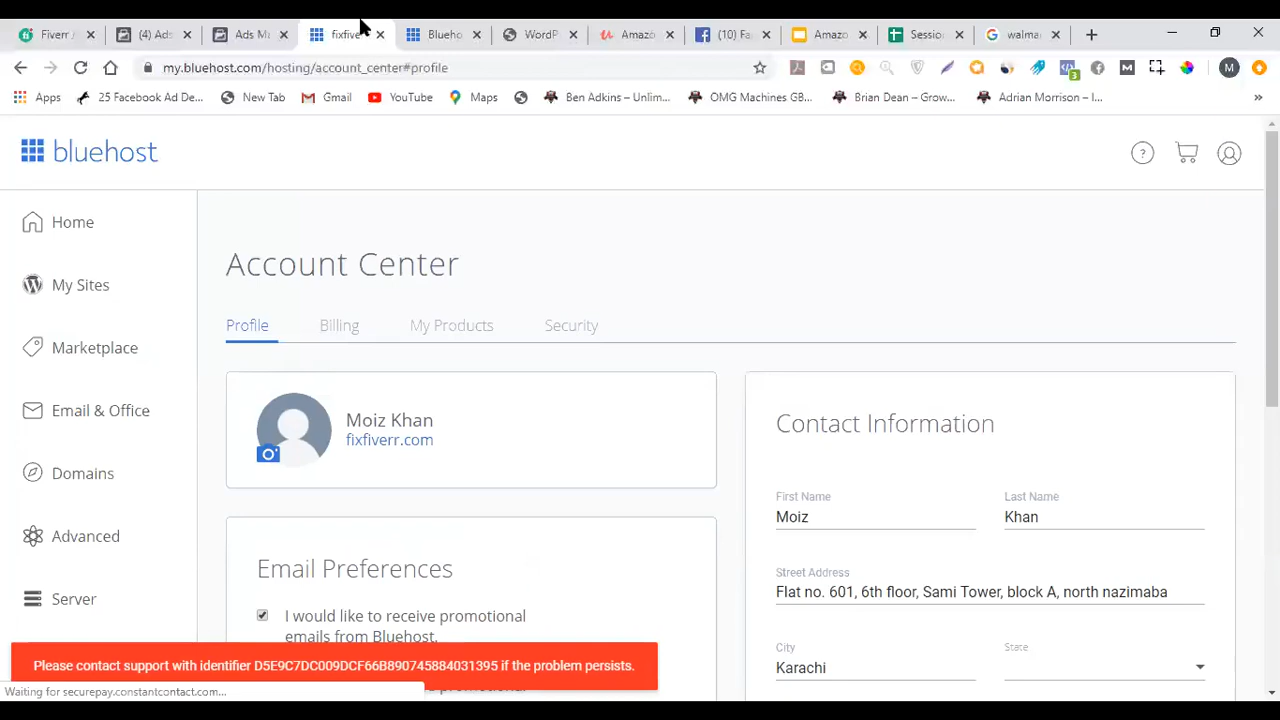 Fiverr
(4) Ads
Ads Ma
fixfive
Blueho
WordP
Amazo
(10) Fa
Amazo
Sessio
walma
my.bluehost.com/hosting/account_center#profile
3
M
M
Apps
25 Facebook Ad De...
New Tab
Gmail
YouTube
Maps
Ben Adkins – Unlim...
OMG Machines GB...
Brian Dean – Grow...
Adrian Morrison – I...
»
bluehost
?
Home
My Sites
Marketplace
Email & Office
Domains
Advanced
Server
Account Center
Profile
Billing
My Products
Security
Moiz Khan
fixfiverr.com
Email Preferences
I would like to receive promotional
emails from Bluehost.
Contact Information
First Name
Last Name
Moiz
Khan
Street Address
Flat no. 601, 6th floor, Sami Tower, block A, north nazimaba
City
State
Karachi
Please contact support with identifier D5E9C7DC009DCF66B890745884031395 if the problem persists.
Waiting for securepay.constantcontact.com...